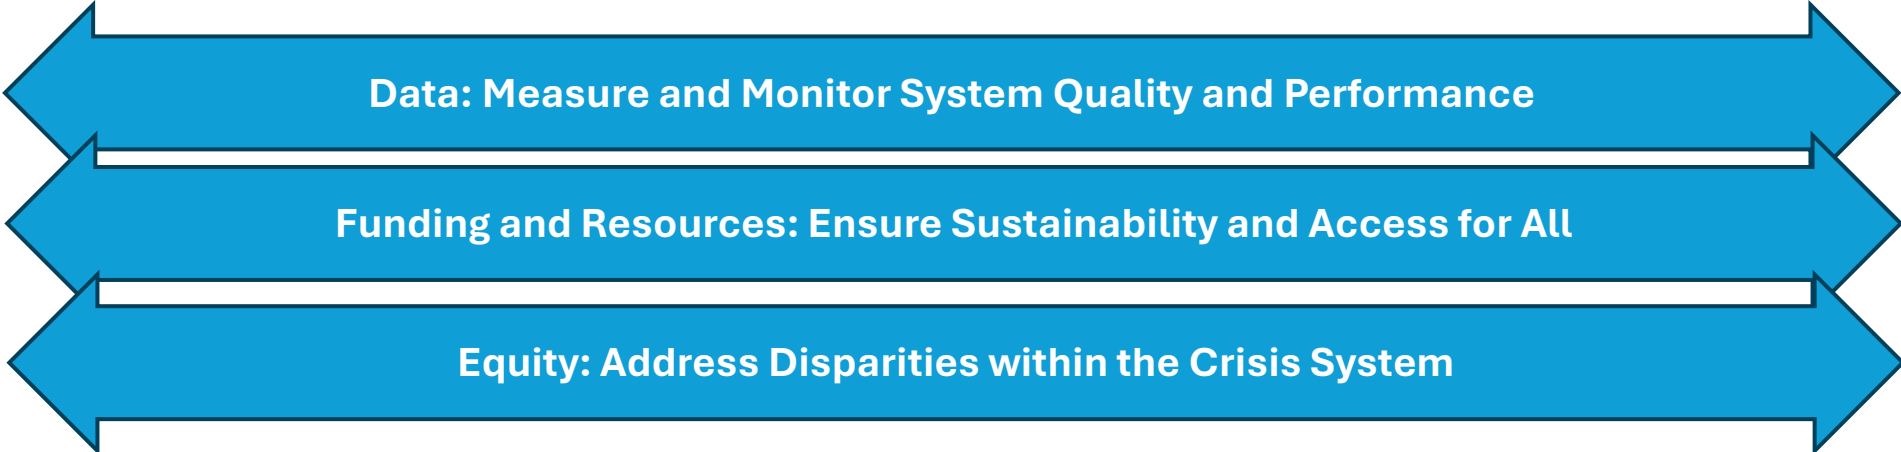 Data: Measure and Monitor System Quality and Performance
Funding and Resources: Ensure Sustainability and Access for All
Equity: Address Disparities within the Crisis System